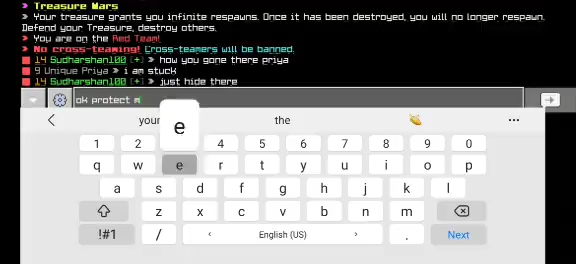 > Treasure Wars
> Your treasure grants you infinite respawns. Once it has been destroyed, you will no longer respawn.
Defend your Treasure, destroy others.
> You are on the Red Team!
> No cross-teaming! Cross-teamers will be banned.
14 Sudharshan100 [+] > how you gone there priya
9 Unique Priya > i am stuck
14 Sudharshan100 [+] > just hide there
ok protect m
your the ...
e
1 2 4 5 6 7 8 9 0
q w e r t y u i o p
a s d f g h j k l
z x c v b n m
!#1 / < English (US) > . Next